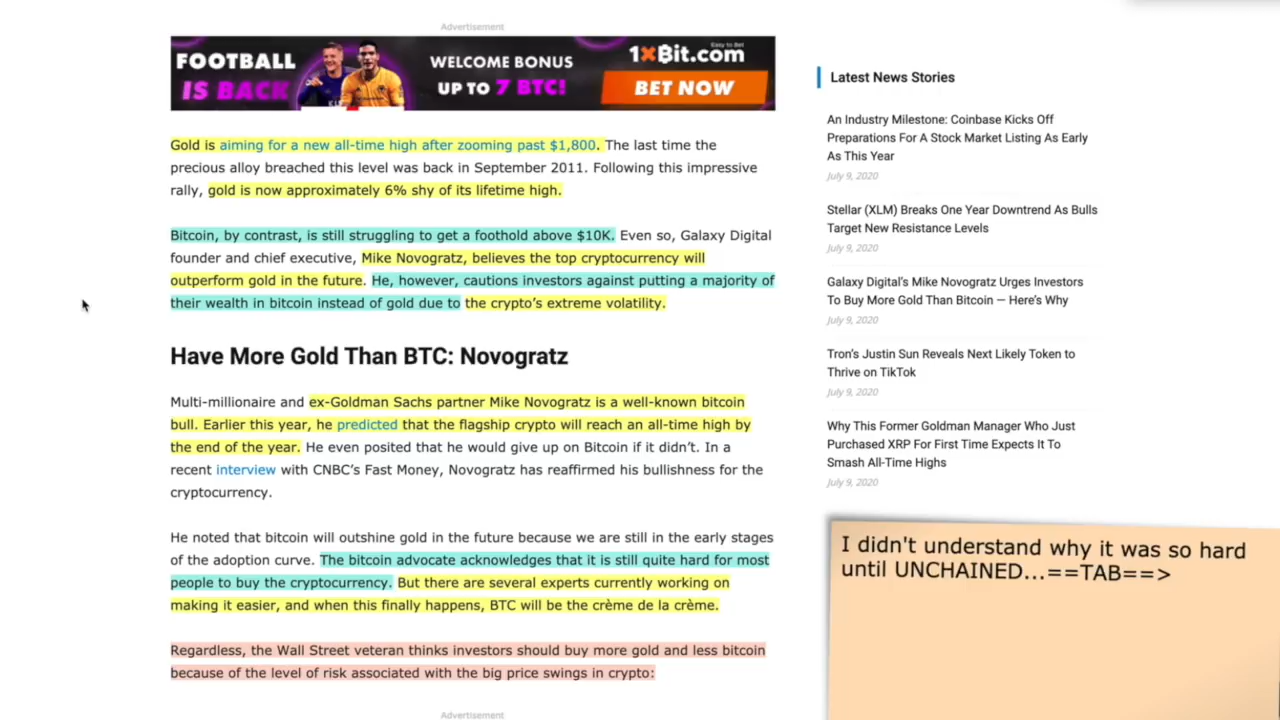 Advertisement
FOOTBALL
IS BACK
WELCOME BONUS
UP TO 7 BTC!
Easy to Bet
1×Bit.com
BET NOW
Gold is aiming for a new all-time high after zooming past $1,800. The last time the
precious alloy breached this level was back in September 2011. Following this impressive
rally, gold is now approximately 6% shy of its lifetime high.
Bitcoin, by contrast, is still struggling to get a foothold above $10K. Even so, Galaxy Digital
founder and chief executive, Mike Novogratz, believes the top cryptocurrency will
outperform gold in the future. He, however, cautions investors against putting a majority of
their wealth in bitcoin instead of gold due to the crypto’s extreme volatility.
Have More Gold Than BTC: Novogratz
Multi-millionaire and ex-Goldman Sachs partner Mike Novogratz is a well-known bitcoin
bull. Earlier this year, he predicted that the flagship crypto will reach an all-time high by
the end of the year. He even posited that he would give up on Bitcoin if it didn’t. In a
recent interview with CNBC’s Fast Money, Novogratz has reaffirmed his bullishness for the
cryptocurrency.
He noted that bitcoin will outshine gold in the future because we are still in the early stages
of the adoption curve. The bitcoin advocate acknowledges that it is still quite hard for most
people to buy the cryptocurrency. But there are several experts currently working on
making it easier, and when this finally happens, BTC will be the crème de la crème.
Regardless, the Wall Street veteran thinks investors should buy more gold and less bitcoin
because of the level of risk associated with the big price swings in crypto:
Advertisement
Latest News Stories
An Industry Milestone: Coinbase Kicks Off
Preparations For A Stock Market Listing As Early
As This Year
July 9, 2020
Stellar (XLM) Breaks One Year Downtrend As Bulls
Target New Resistance Levels
July 9, 2020
Galaxy Digital’s Mike Novogratz Urges Investors
To Buy More Gold Than Bitcoin — Here’s Why
July 9, 2020
Tron’s Justin Sun Reveals Next Likely Token to
Thrive on TikTok
July 9, 2020
Why This Former Goldman Manager Who Just
Purchased XRP For First Time Expects It To
Smash All-Time Highs
July 9, 2020
I didn't understand why it was so hard
until UNCHAINED...==TAB==>